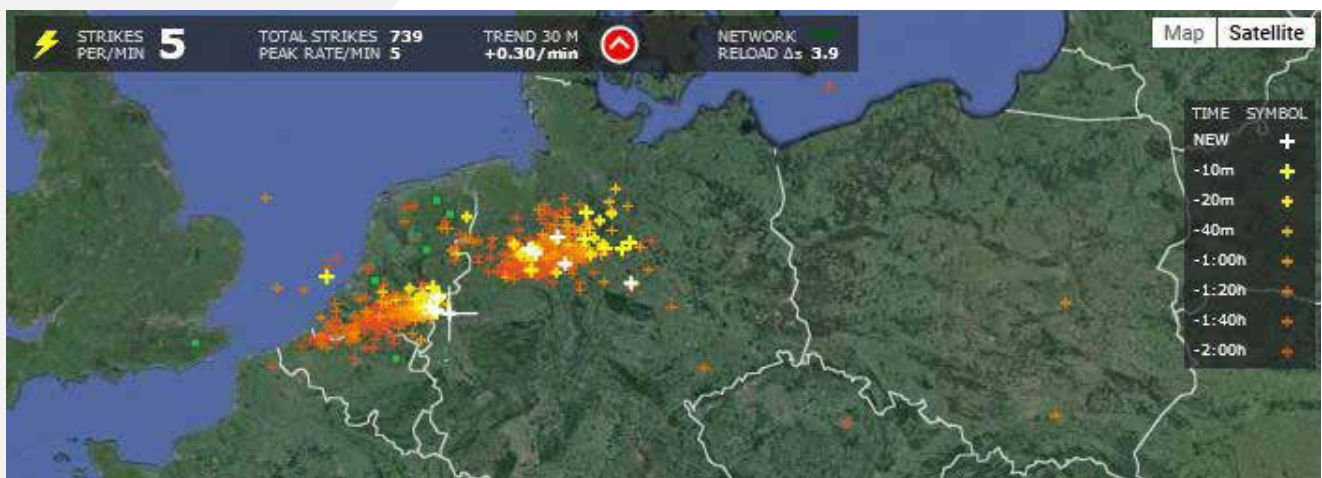 STRIKES PER/MIN 5
TOTAL STRIKES 739
PEAK RATE/MIN 5
TREND 30 M
+0.30/min
NETWORK
RELOAD Δs 3.9
Map Satellite
TIME SYMBOL
NEW
-10m
-20m
-40m
-1:00h
-1:20h
-1:40h
-2:00h